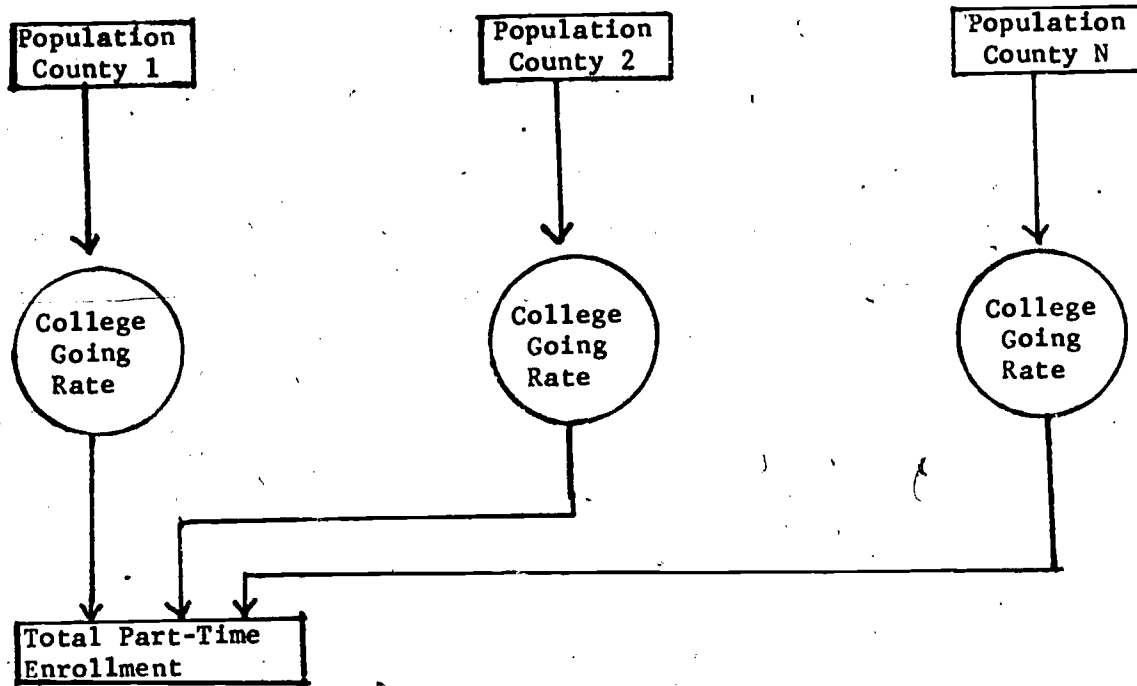 Population
County 1
Population
County 2
Population
County N
College
Going
Rate
College
Going
Rate
College
Going
Rate
Total Part-Time
Enrollment